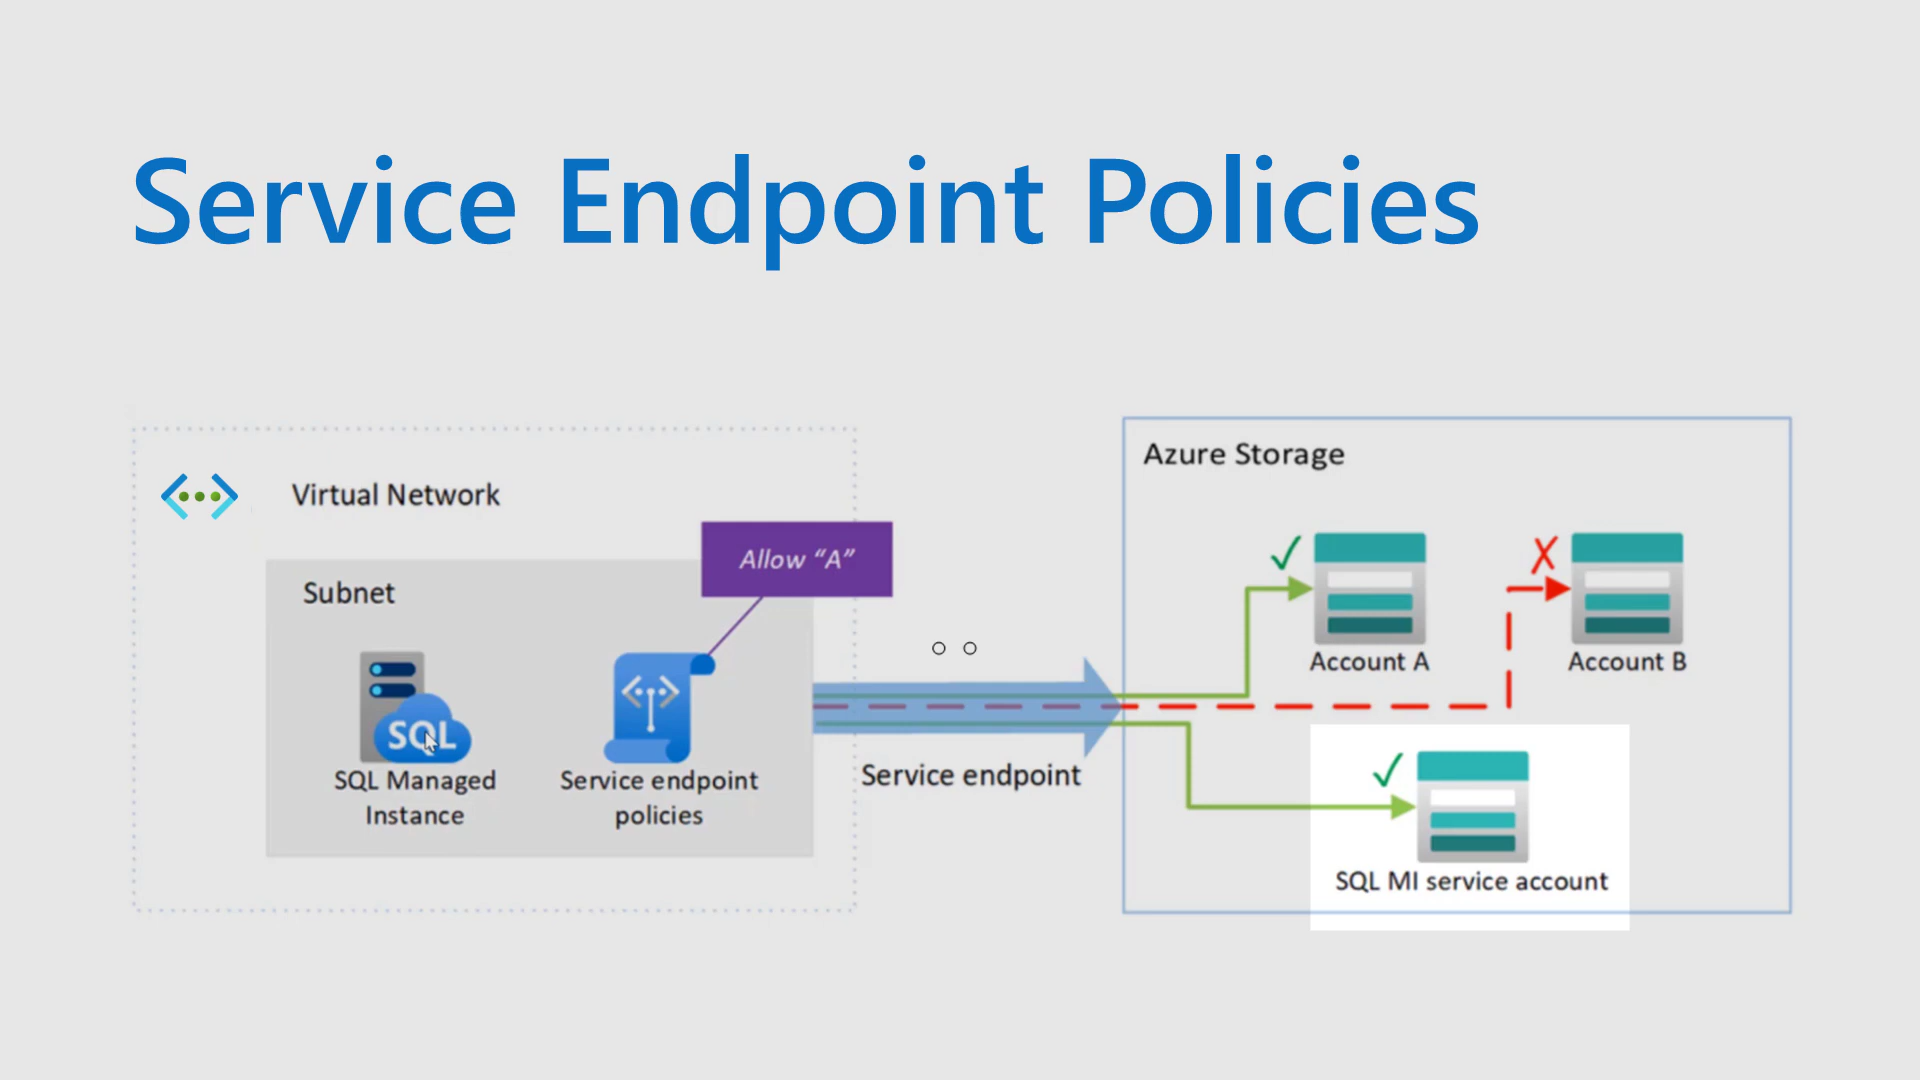 Service Endpoint Policies
Virtual Network
Azure Storage
Allow “A”
Subnet
SQL
SQL Managed
Instance
Service endpoint
policies
Service endpoint
✓
Account A
X
Account B
✓
SQL MI service account